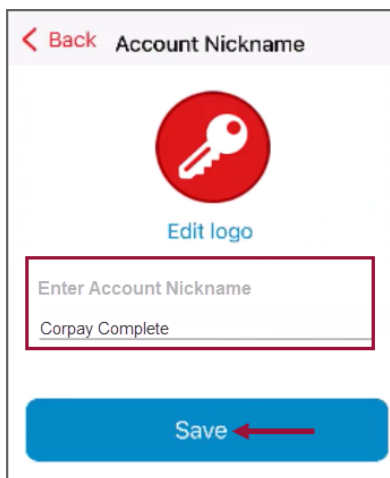 Back Account Nickname
Edit logo
Enter Account Nickname
Corpay Complete
Save